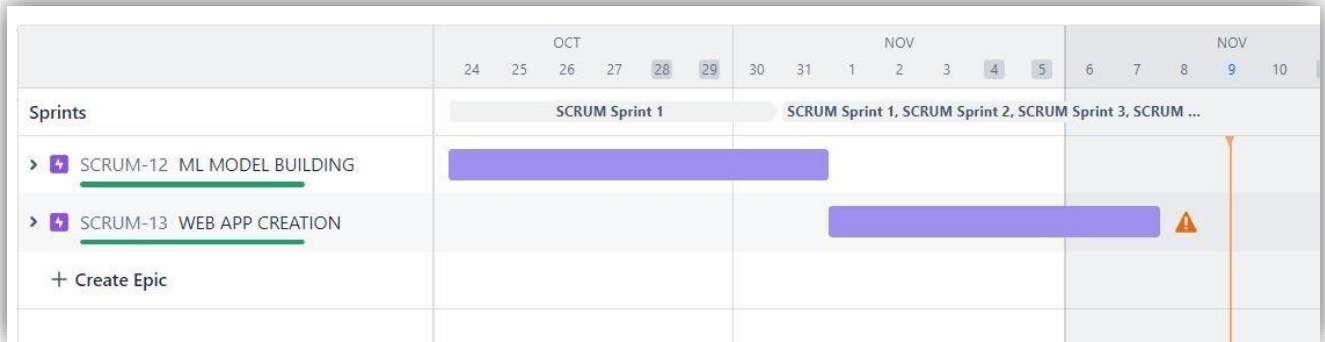 OCT NOV NOV
24 25 26 27 28 29 30 31 1 2 3 4 5 6 7 8 9 10
Sprints SCRUM Sprint 1 SCRUM Sprint 1, SCRUM Sprint 2, SCRUM Sprint 3, SCRUM ...
SCRUM-12 ML MODEL BUILDING
SCRUM-13 WEB APP CREATION
+ Create Epic